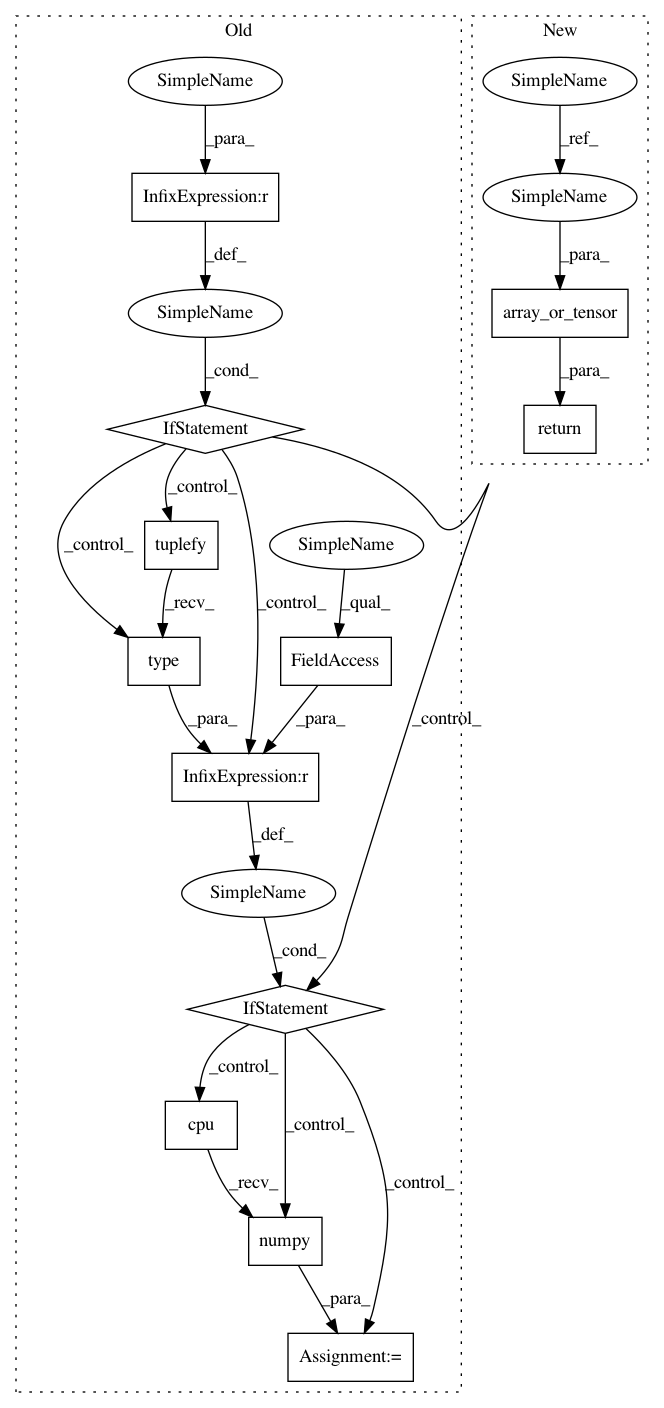 Old
New
SimpleName
SimpleName
_para_
_ref_
InfixExpression:r
SimpleName
_def_
_para_
SimpleName
array_or_tensor
_cond_
_para_
IfStatement
return
_control_
tuplefy
SimpleName
_control_
_recv_
_control_
_qual_
type
FieldAccess
_para_
_para_
_control_
InfixExpression:r
_def_
SimpleName
_cond_
IfStatement
_control_
cpu
_control_
_control_
_recv_
numpy
_para_
Assignment:=